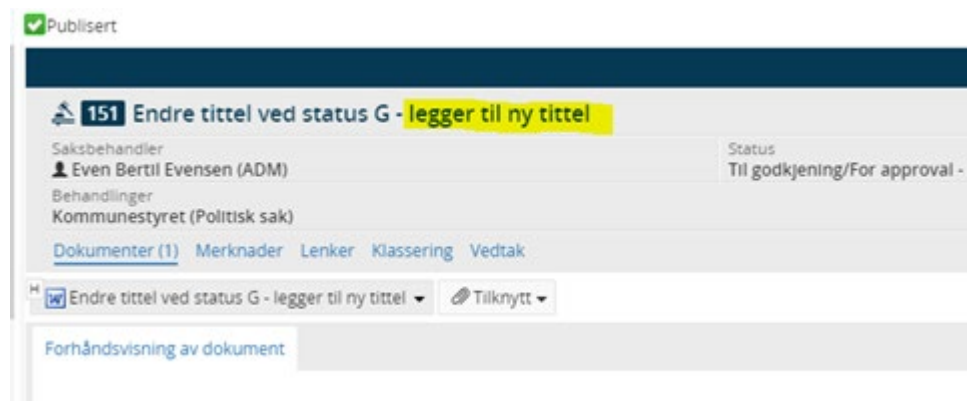 Publisert
151 Endre tittel ved status G - legger til ny tittel
Saksbehandler
Even Bertil Evensen (ADM)
Status
Til godkjening/For approval -
Behandlinger
Kommunestyret (Politisk sak)
Dokumenter (1) Merknader Lenker Klassering Vedtak
H
Endre tittel ved status G - legger til ny tittel Tilknytt
Forhåndsvisning av dokument